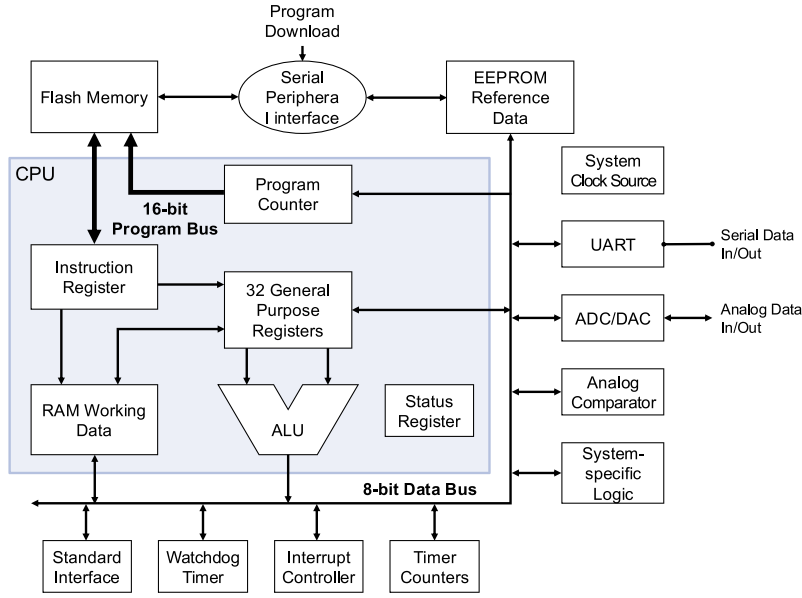 Program
Download
Flash Memory
Serial
Periphera
l interface
EEPROM
Reference
Data
CPU
Program
Counter
16-bit
Program Bus
System
Clock Source
Instruction
Register
32 General
Purpose
Registers
UART
Serial Data
In/Out
ADC/DAC
Analog Data
In/Out
RAM Working
Data
ALU
Status
Register
Analog
Comparator
System-
specific
Logic
8-bit Data Bus
Standard
Interface
Watchdog
Timer
Interrupt
Controller
Timer
Counters